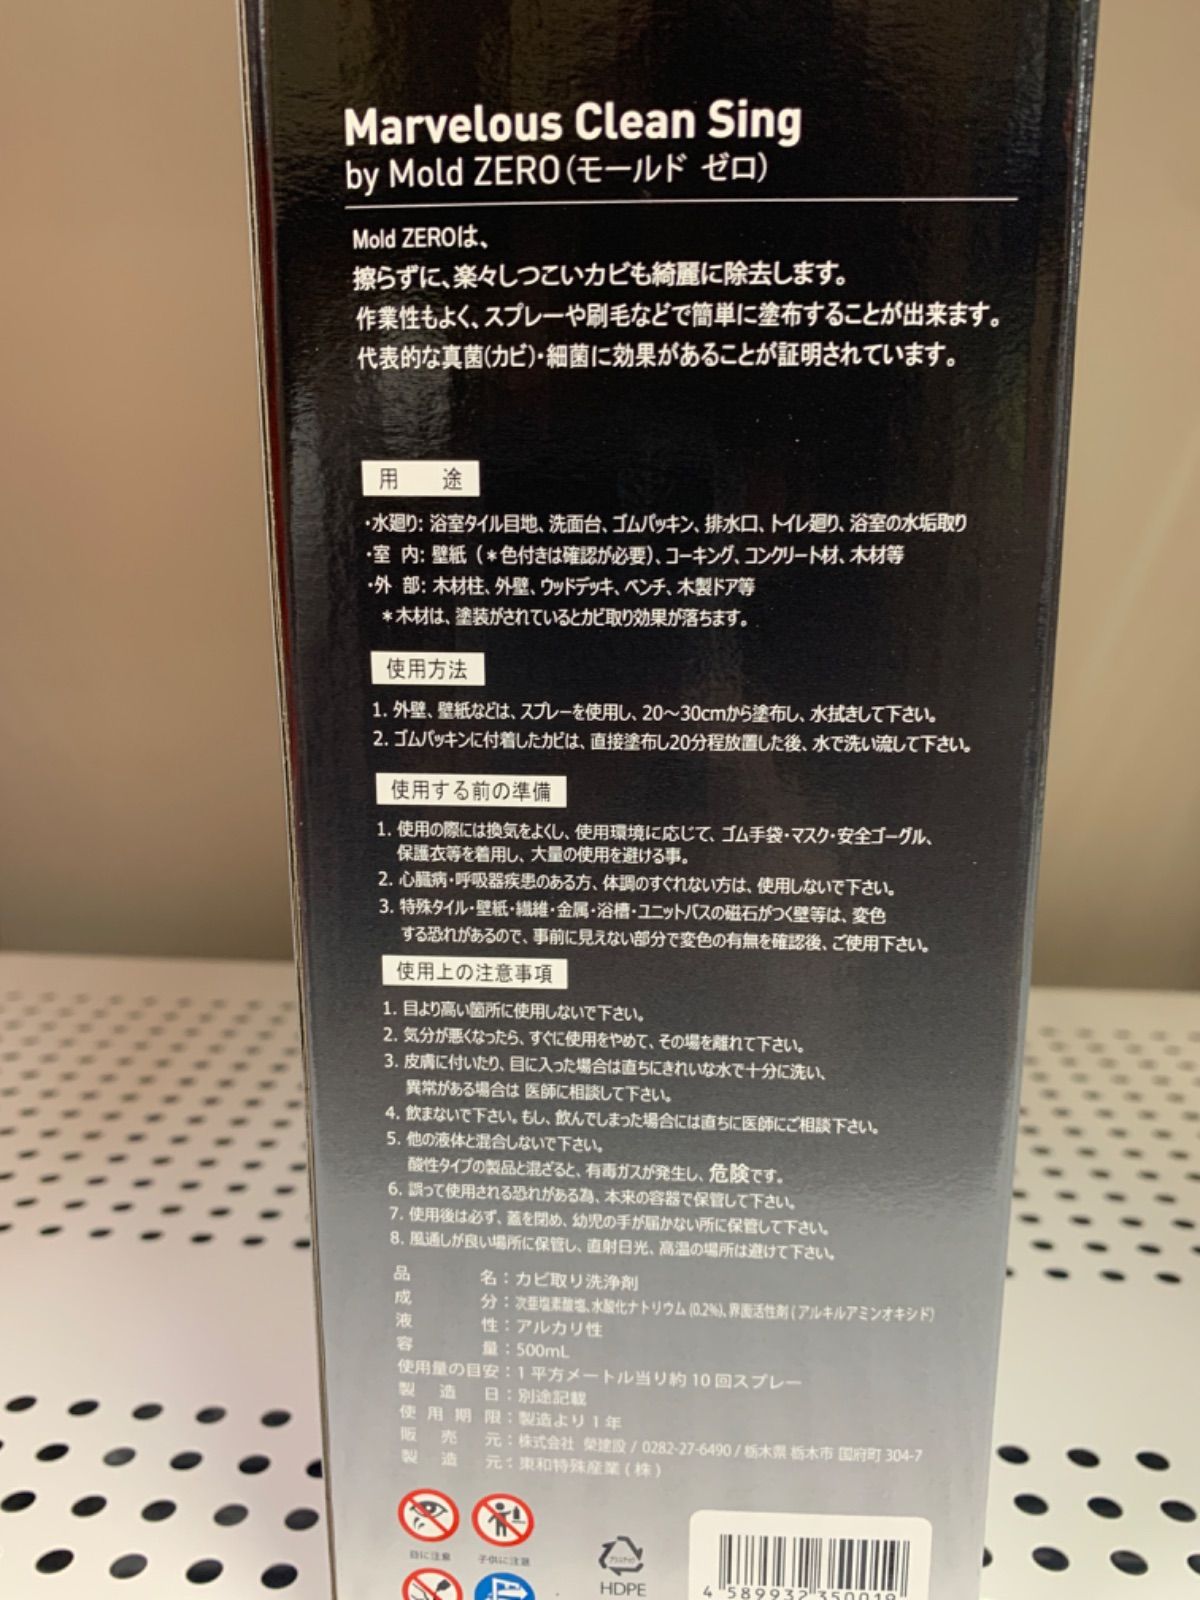 Marvelous Clean Sing
by Mold ZERO(モールド ゼロ)
Mold ZEROは、
擦らずに、楽々しつこいカビも綺麗に除去します。
作業性もよく、スプレーや刷毛などで簡単に塗布することが出来ます。
代表的な真菌(カビ)・細菌に効果があることが証明されています。
用 途
・水廻り: 浴室タイル目地、洗面台、ゴムパッキン、排水口、トイレ廻り、浴室の水垢取り
・室 内: 壁紙 (＊色付きは確認が必要)、コーキング、コンクリート材、木材等
・外 部: 木材柱、外壁、ウッドデッキ、ベンチ、木製ドア等
＊木材は、塗装がされているとカビ取り効果が落ちます。
使用方法
1. 外壁、壁紙などは、スプレーを使用し、20～30cmから塗布し、水拭きして下さい。
2. ゴムパッキンに付着したカビは、直接塗布し20分程放置した後、水で洗い流して下さい。
使用する前の準備
1. 使用の際には換気をよくし、使用環境に応じて、ゴム手袋・マスク・安全ゴーグル、
保護衣等を着用し、大量の使用を避ける事。
2. 心臓病・呼吸器疾患のある方、体調のすぐれない方は、使用しないで下さい。
3. 特殊タイル・壁紙・繊維・金属・浴槽・ユニットバスの磁石がつく壁等は、変色
する恐れがあるので、事前に見えない部分で変色の有無を確認後、ご使用下さい。
使用上の注意事項
1. 目より高い箇所に使用しないで下さい。
2. 気分が悪くなったら、すぐに使用をやめて、その場を離れて下さい。
3. 皮膚に付いたり、目に入った場合は直ちにきれいな水で十分に洗い、
異常がある場合は 医師に相談して下さい。
4. 飲まないで下さい。もし、飲んでしまった場合には直ちに医師にご相談下さい。
5. 他の液体と混合しないで下さい。
酸性タイプの製品と混ざると、有毒ガスが発生し、危険です。
6. 誤って使用される恐れがある為、本来の容器で保管して下さい。
7. 使用後は必ず、蓋を閉め、幼児の手が届かない所に保管して下さい。
8. 風通しが良い場所に保管し、直射日光、高温の場所は避けて下さい。
品 名：カビ取り洗浄剤
成 分：次亜塩素酸塩、水酸化ナトリウム (0.2%)、界面活性剤 ( アルキルアミンオキシド)
液 性：アルカリ性
容 量：500mL
使用量の目安：1 平方メートル当り約 10 回スプレー
製 造 日：別途記載
使 用 期 限：製造より 1 年
販 売 元：株式会社 榮建設 / 0282-27-6490 / 栃木県 栃木市 国府町 304-7
製 造 元：東和特殊産業 ( 株 )
目に注意
子供に注意
プラスチック
HDPE
4 589932 350019